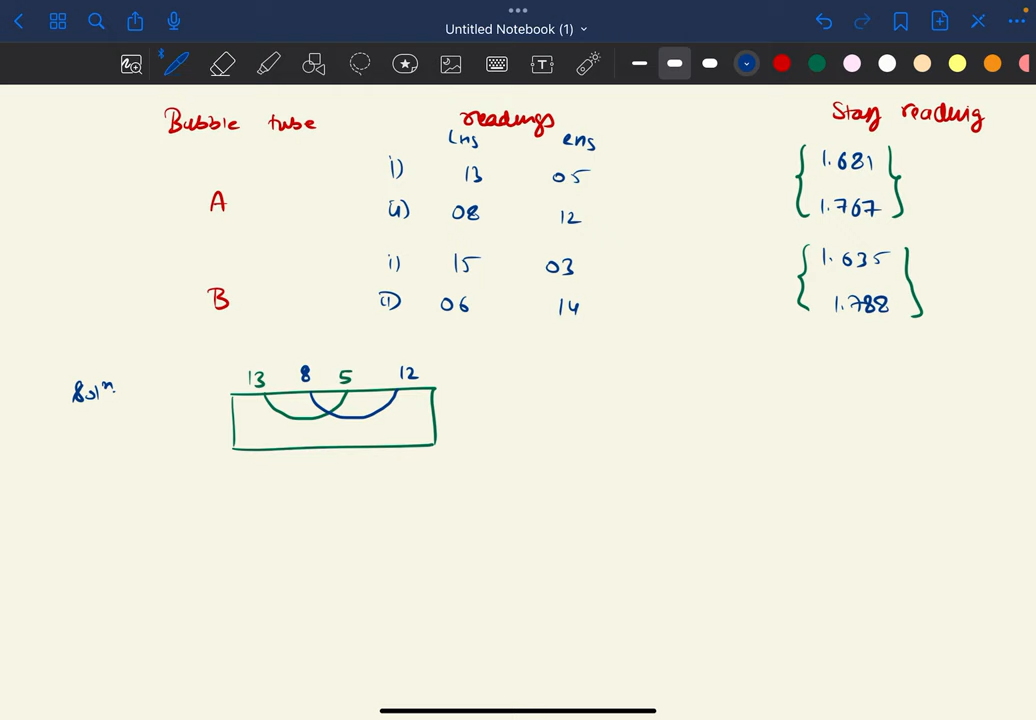 Untitled Notebook (1)
Bubble tube readings Staff reading
Lns ens
A i) 13 05 1.681
(ii) 08 12 1.767
B i) 15 03 1.635
(ii) 06 14 1.788
Solⁿ.
13 8 5 12